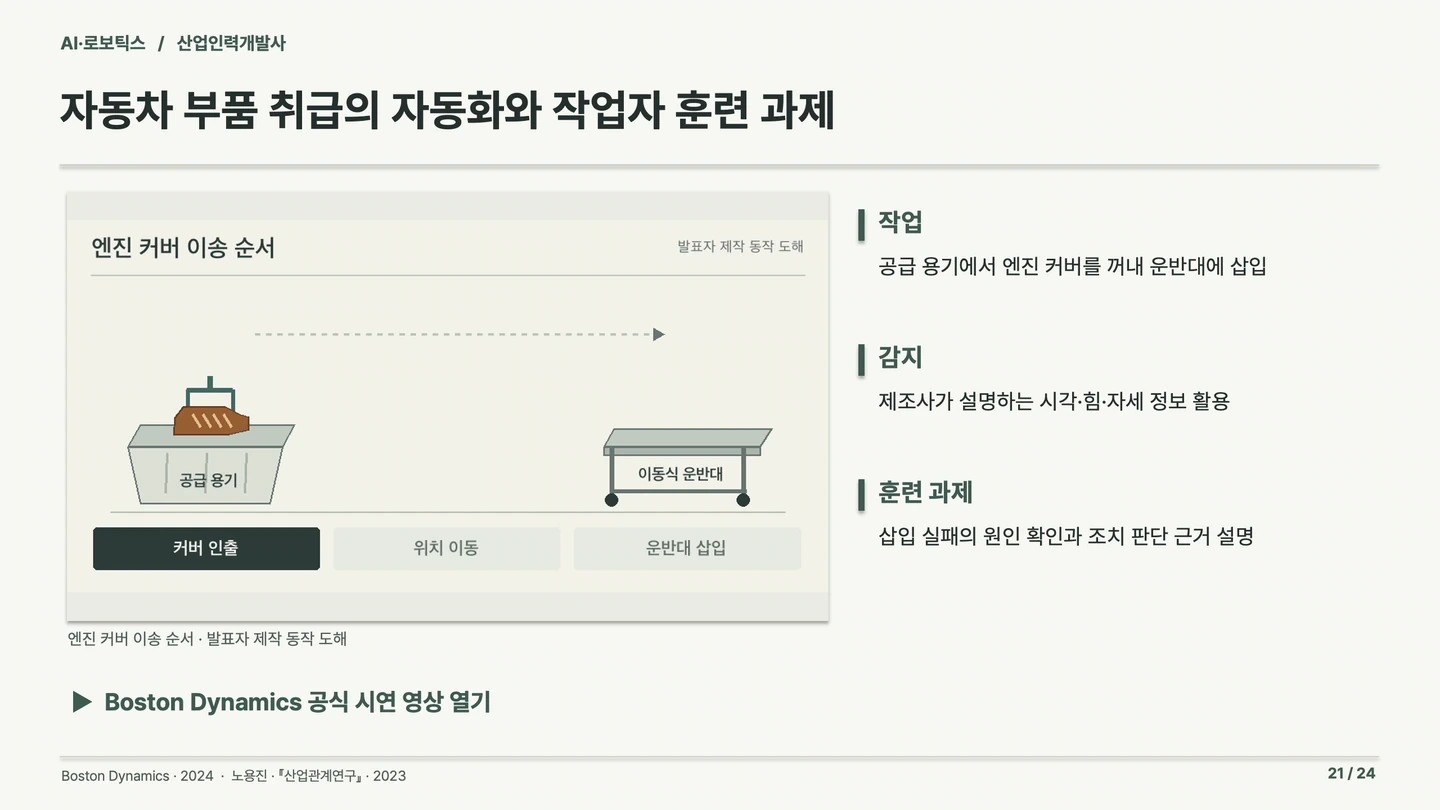 AI·로보틱스 / 산업인력개발사
자동차 부품 취급의 자동화와 작업자 훈련 과제
엔진 커버 이송 순서
발표자 제작 동작 도해
공급 용기
이동식 운반대
커버 인출
위치 이동
운반대 삽입
엔진 커버 이송 순서 · 발표자 제작 동작 도해
▶ Boston Dynamics 공식 시연 영상 열기
작업
공급 용기에서 엔진 커버를 꺼내 운반대에 삽입
감지
제조사가 설명하는 시각·힘·자세 정보 활용
훈련 과제
삽입 실패의 원인 확인과 조치 판단 근거 설명
Boston Dynamics · 2024 · 노용진 · 『산업관계연구』 · 2023
21 / 24